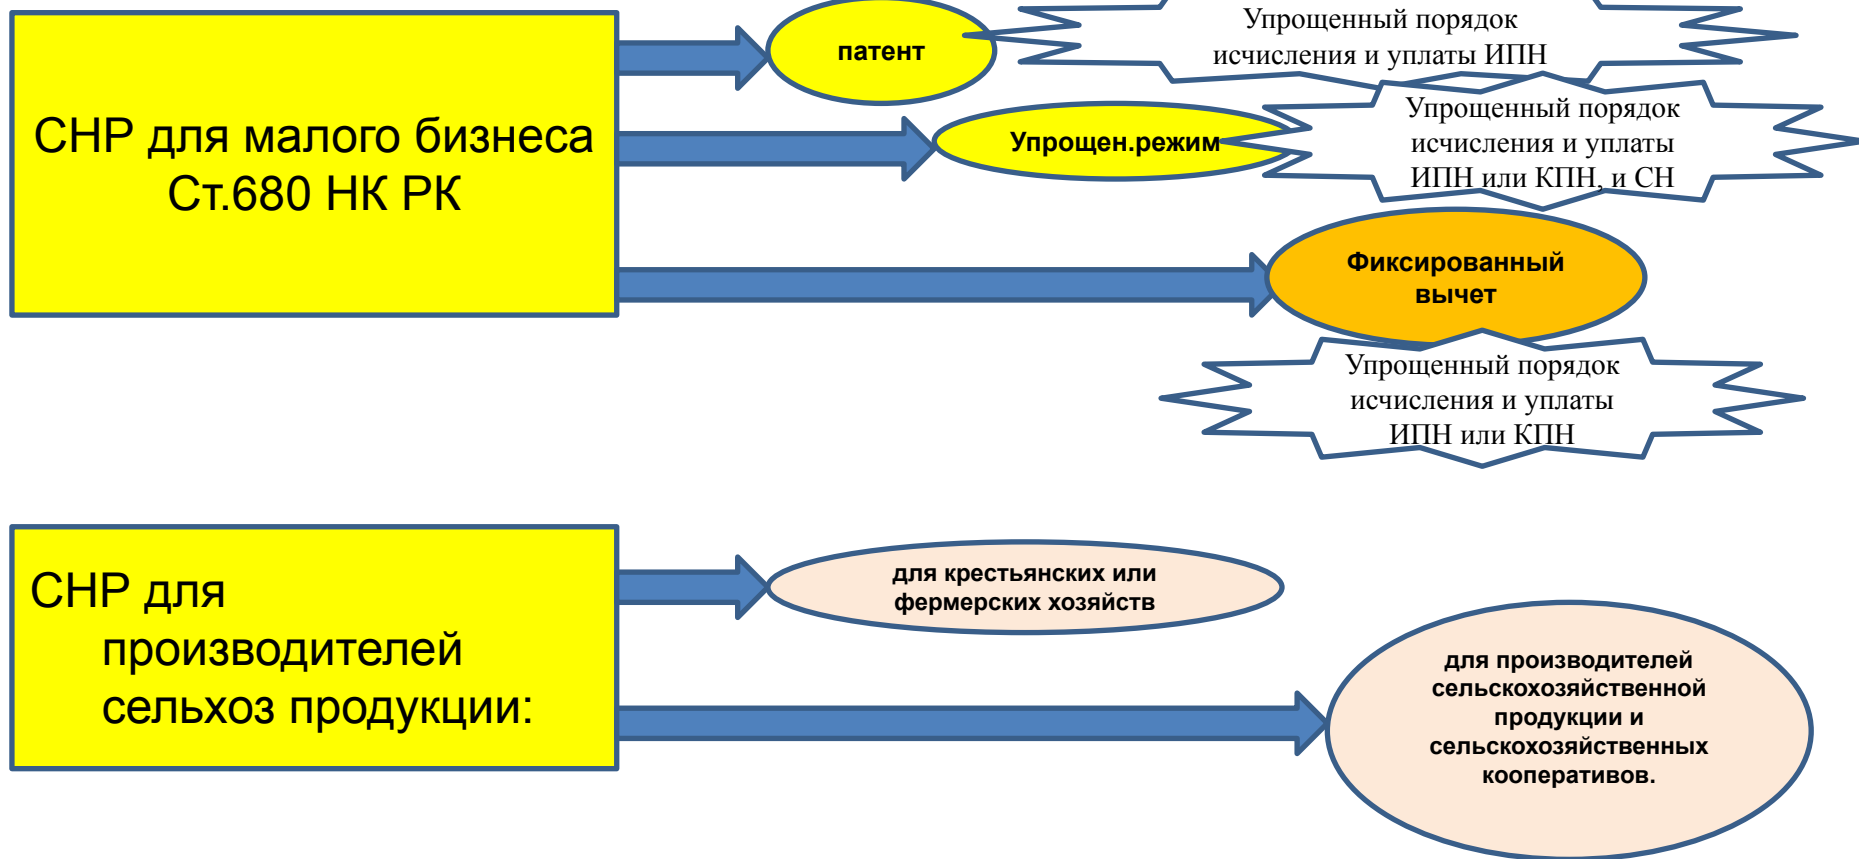 СНР для малого бизнеса
Ст.680 НК РК
патент
Упрощенный порядок
исчисления и уплаты ИПН
Упрощен.режим
Упрощенный порядок
исчисления и уплаты
ИПН или КПН, и СН
Фиксированный
вычет
Упрощенный порядок
исчисления и уплаты
ИПН или КПН
СНР для
производителей
сельхоз продукции:
для крестьянских или
фермерских хозяйств
для производителей
сельскохозяйственной
продукции и
сельскохозяйственных
кооперативов.